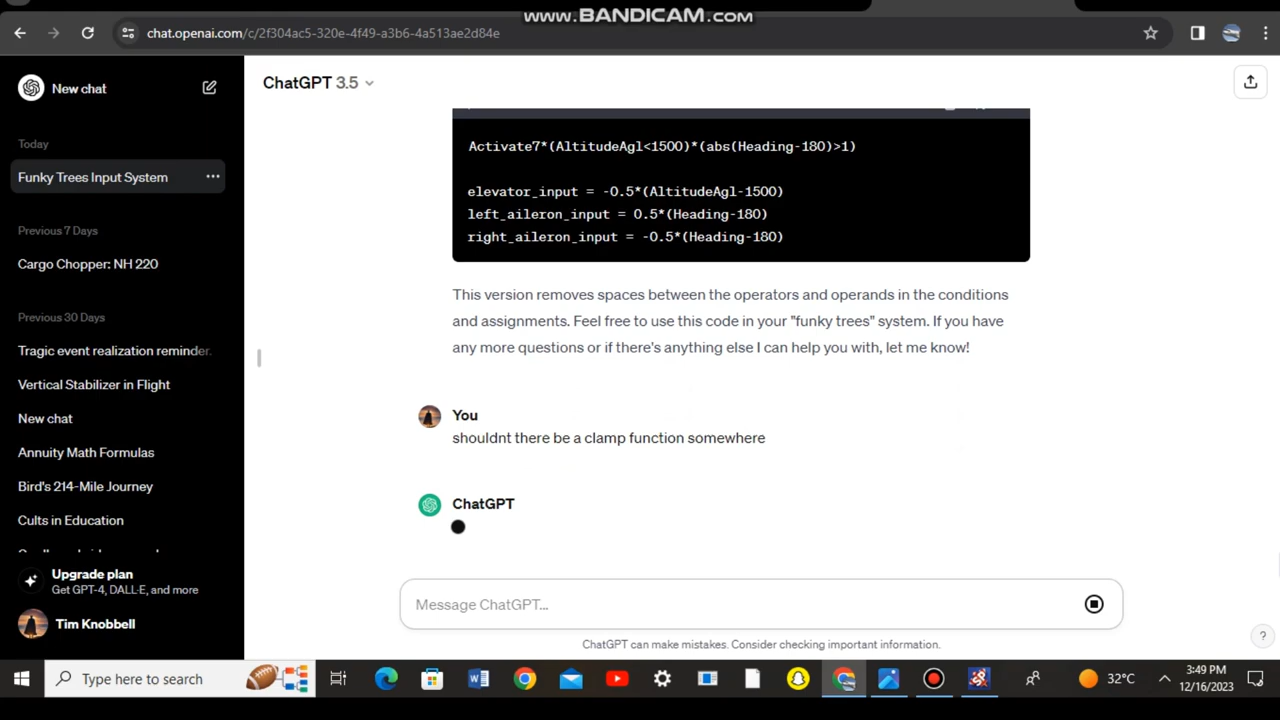 www.BANDICAM.com
chat.openai.com/c/2f304ac5-320e-4f49-a3b6-4a513ae2d84e
New chat
Today
Funky Trees Input System
Previous 7 Days
Cargo Chopper: NH 220
Previous 30 Days
Tragic event realization reminder.
Vertical Stabilizer in Flight
New chat
Annuity Math Formulas
Bird's 214-Mile Journey
Cults in Education
Upgrade plan
Get GPT-4, DALL·E, and more
Tim Knobbell
ChatGPT 3.5
Activate7*(AltitudeAgl<1500)*(abs(Heading-180)>1)
elevator_input = -0.5*(AltitudeAgl-1500)
left_aileron_input = 0.5*(Heading-180)
right_aileron_input = -0.5*(Heading-180)
This version removes spaces between the operators and operands in the conditions
and assignments. Feel free to use this code in your "funky trees" system. If you have
any more questions or if there's anything else I can help you with, let me know!
You
shouldnt there be a clamp function somewhere
ChatGPT
Message ChatGPT...
ChatGPT can make mistakes. Consider checking important information.
?
Type here to search
32°C
3:49 PM
12/16/2023